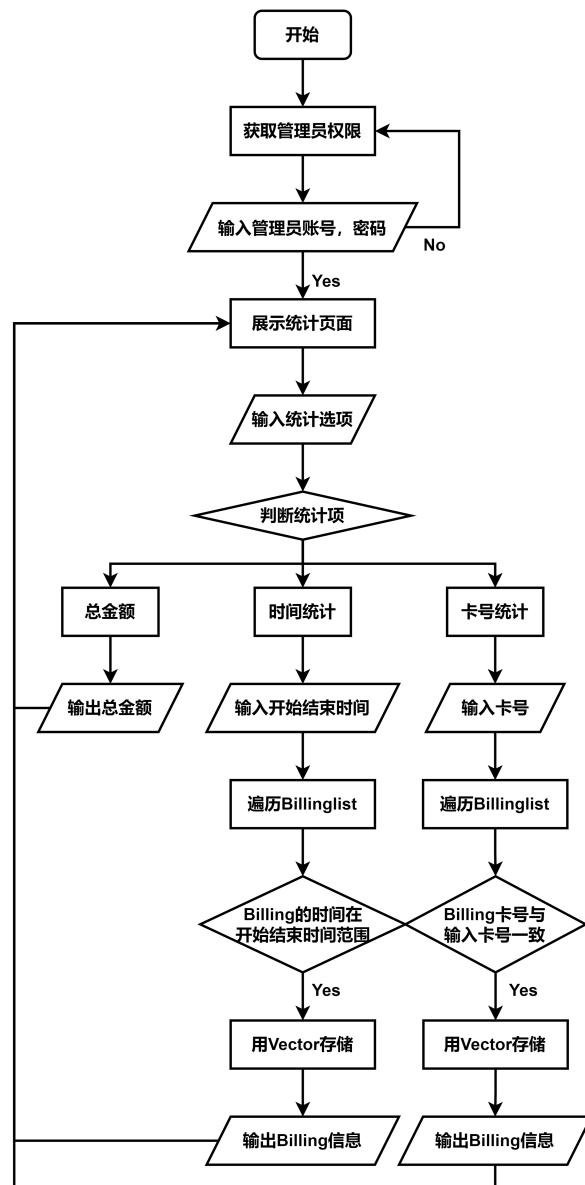 开始
获取管理员权限
输入管理员账号，密码
No
Yes
展示统计页面
输入统计选项
判断统计项
总金额
时间统计
卡号统计
输出总金额
输入开始结束时间
输入卡号
遍历Billinglist
遍历Billinglist
Billing的时间在
开始结束时间范围
Billing卡号与
输入卡号一致
Yes
Yes
用Vector存储
用Vector存储
输出Billing信息
输出Billing信息